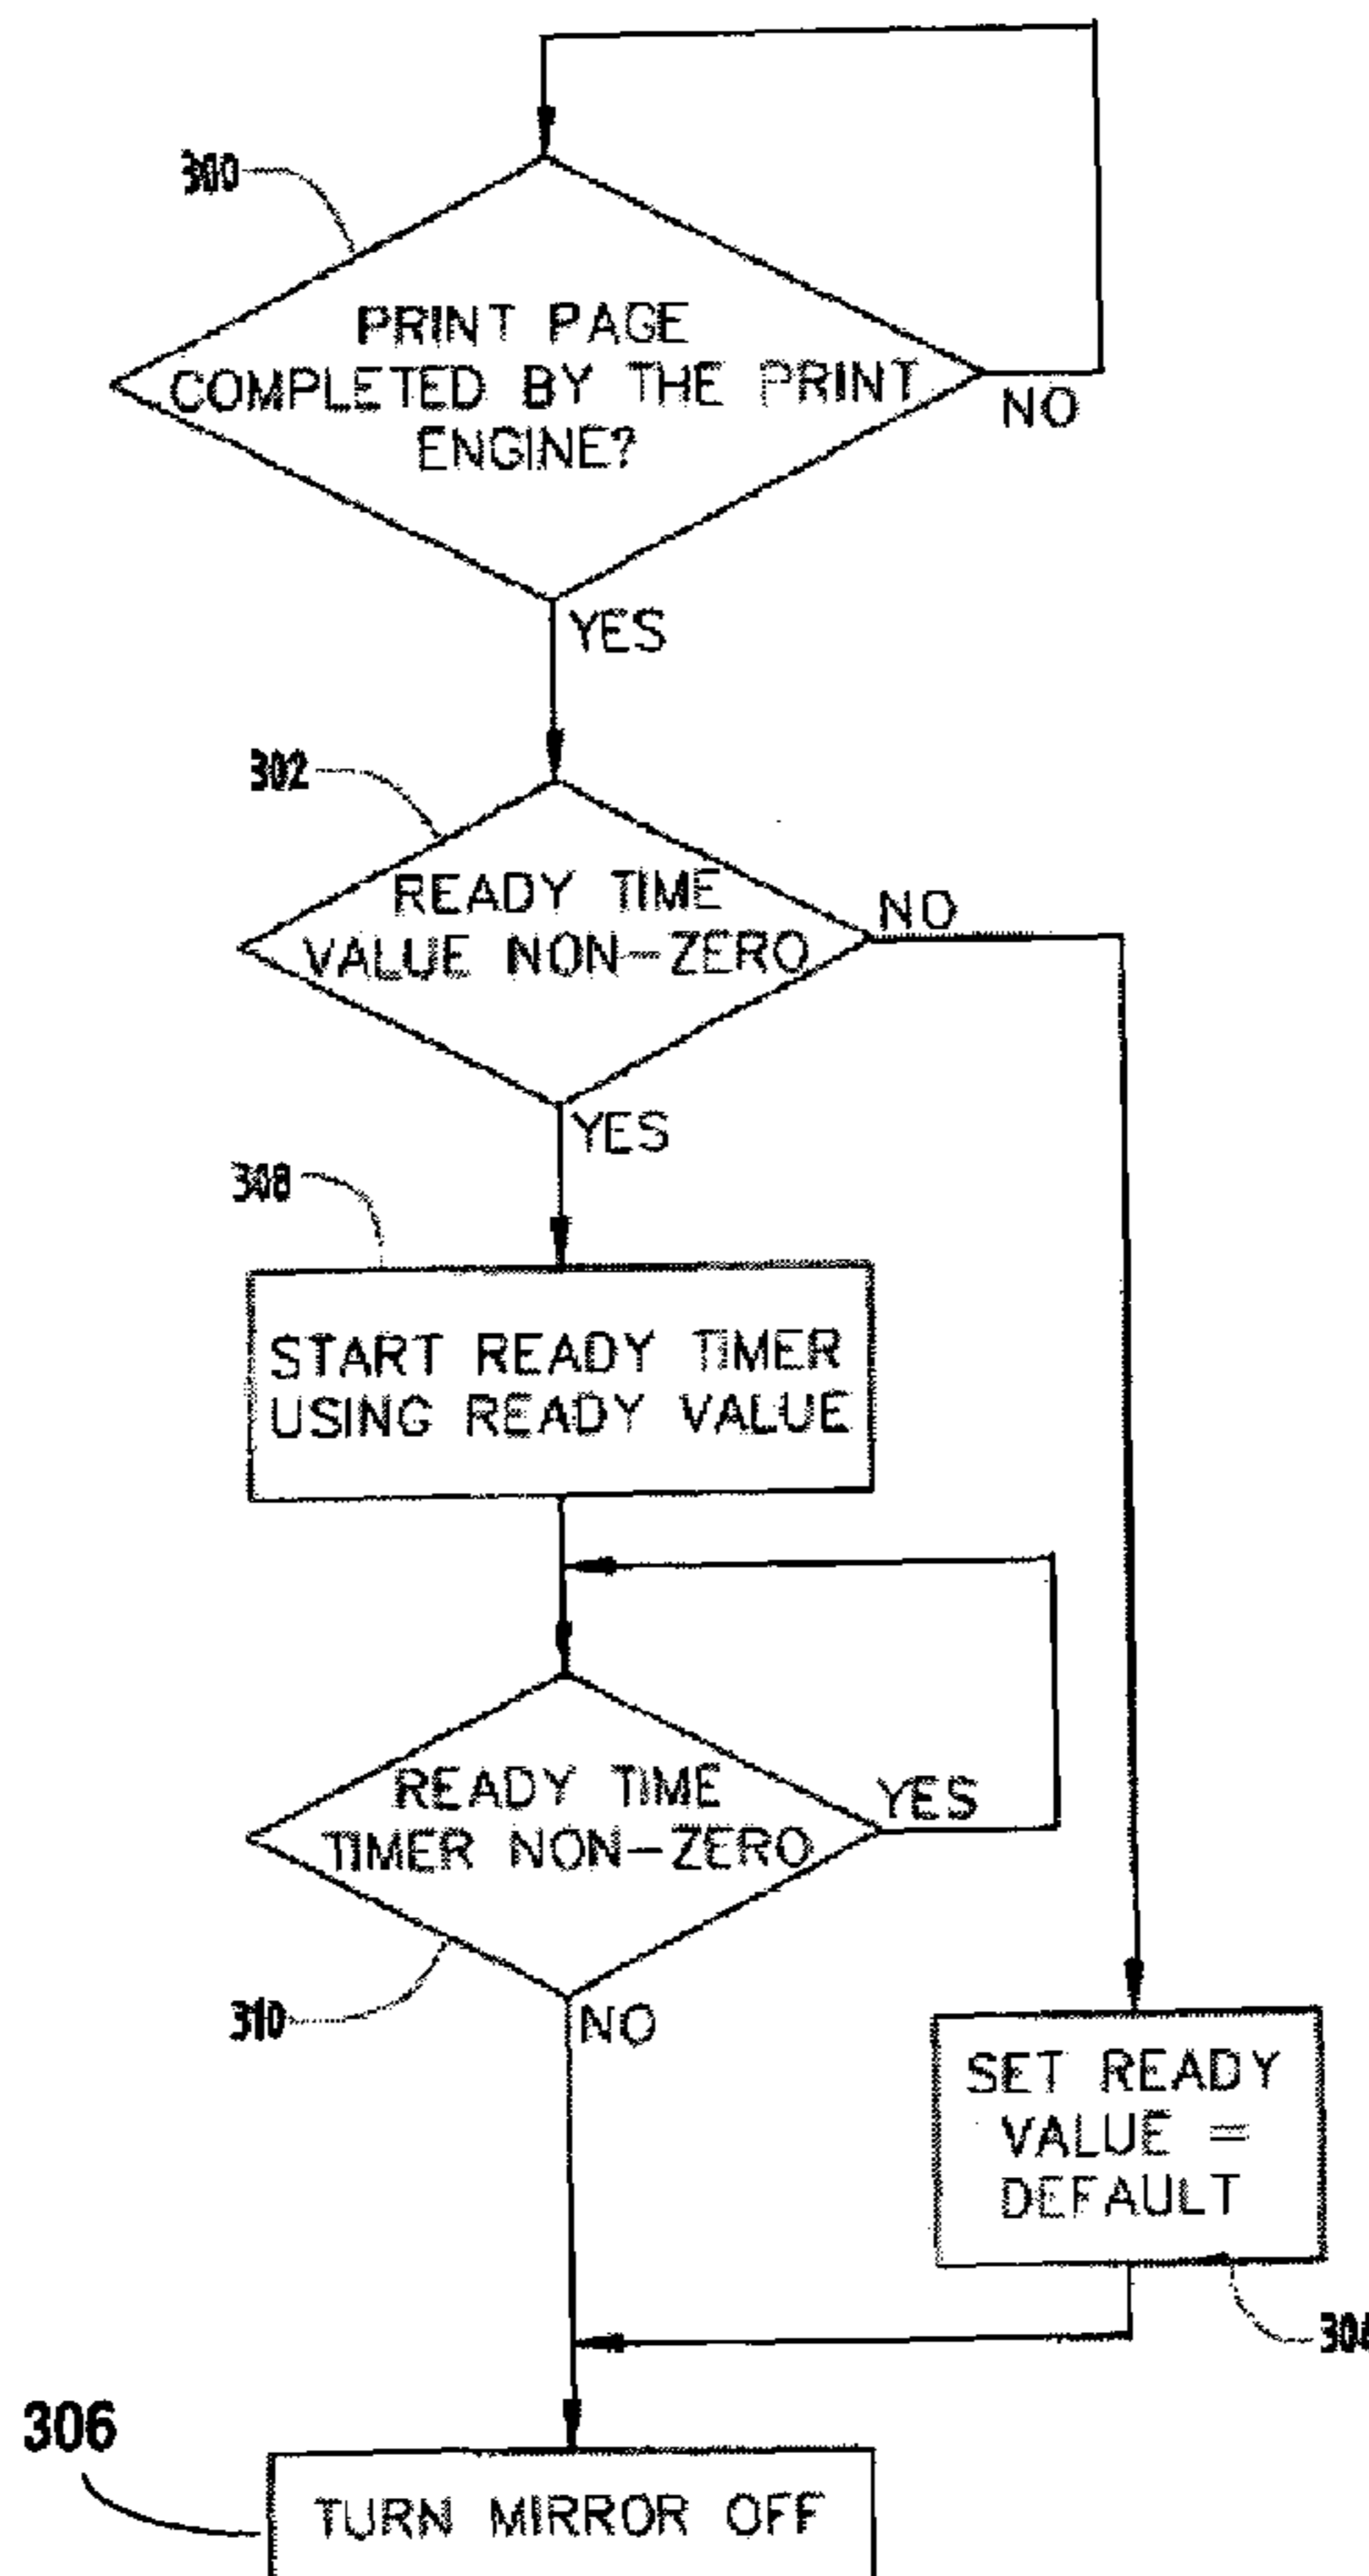 300
PRINT PAGE
COMPLETED BY THE PRINT
ENGINE?
NO
YES
302
READY TIME
VALUE NON-ZERO
NO
YES
308
START READY TIMER
USING READY VALUE
READY TIME
TIMER NON-ZERO
YES
310
NO
SET READY
VALUE =
DEFAULT
306
TURN MIRROR OFF